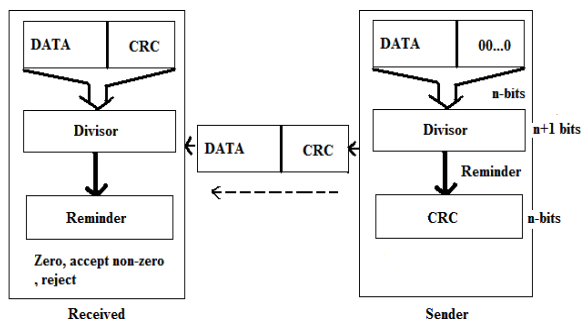 DATA
CRC
Divisor
Reminder
Zero, accept non-zero
, reject
Received
DATA
CRC
DATA
00...0
n-bits
Divisor
n+1 bits
Reminder
CRC
n-bits
Sender